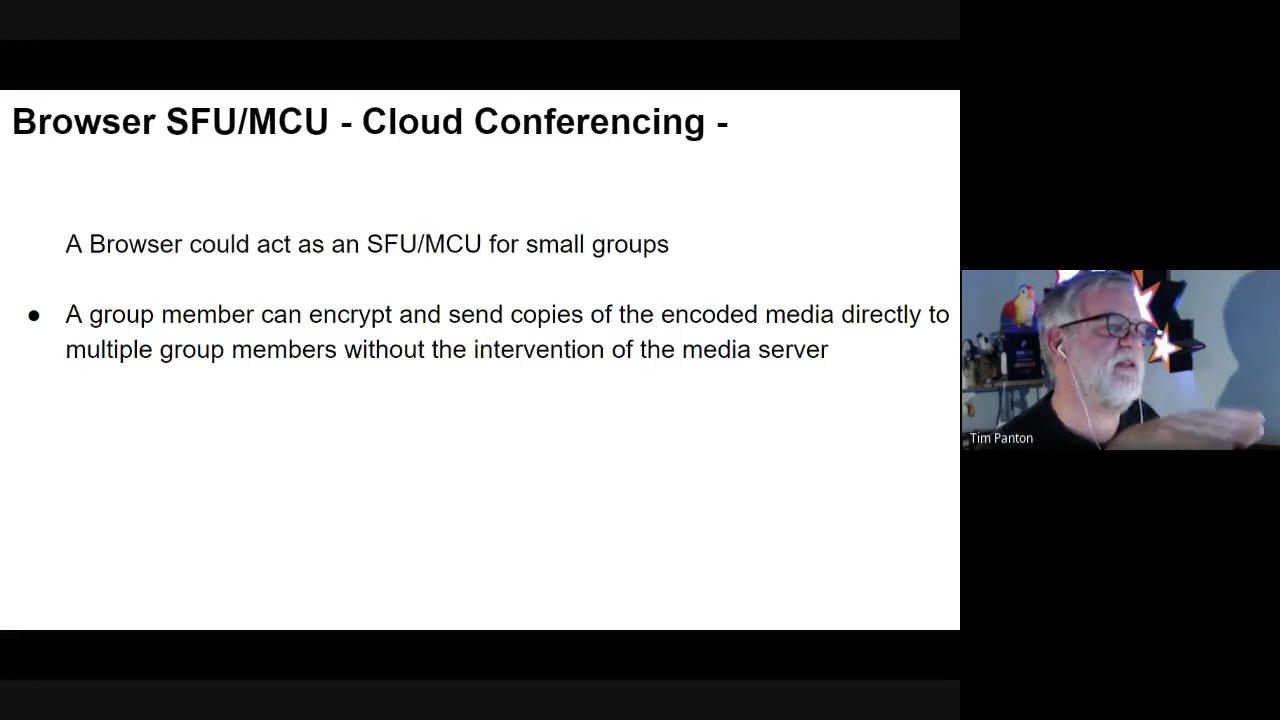 Browser SFU/MCU - Cloud Conferencing -
A Browser could act as an SFU/MCU for small groups
● A group member can encrypt and send copies of the encoded media directly to
multiple group members without the intervention of the media server
Tim Panton